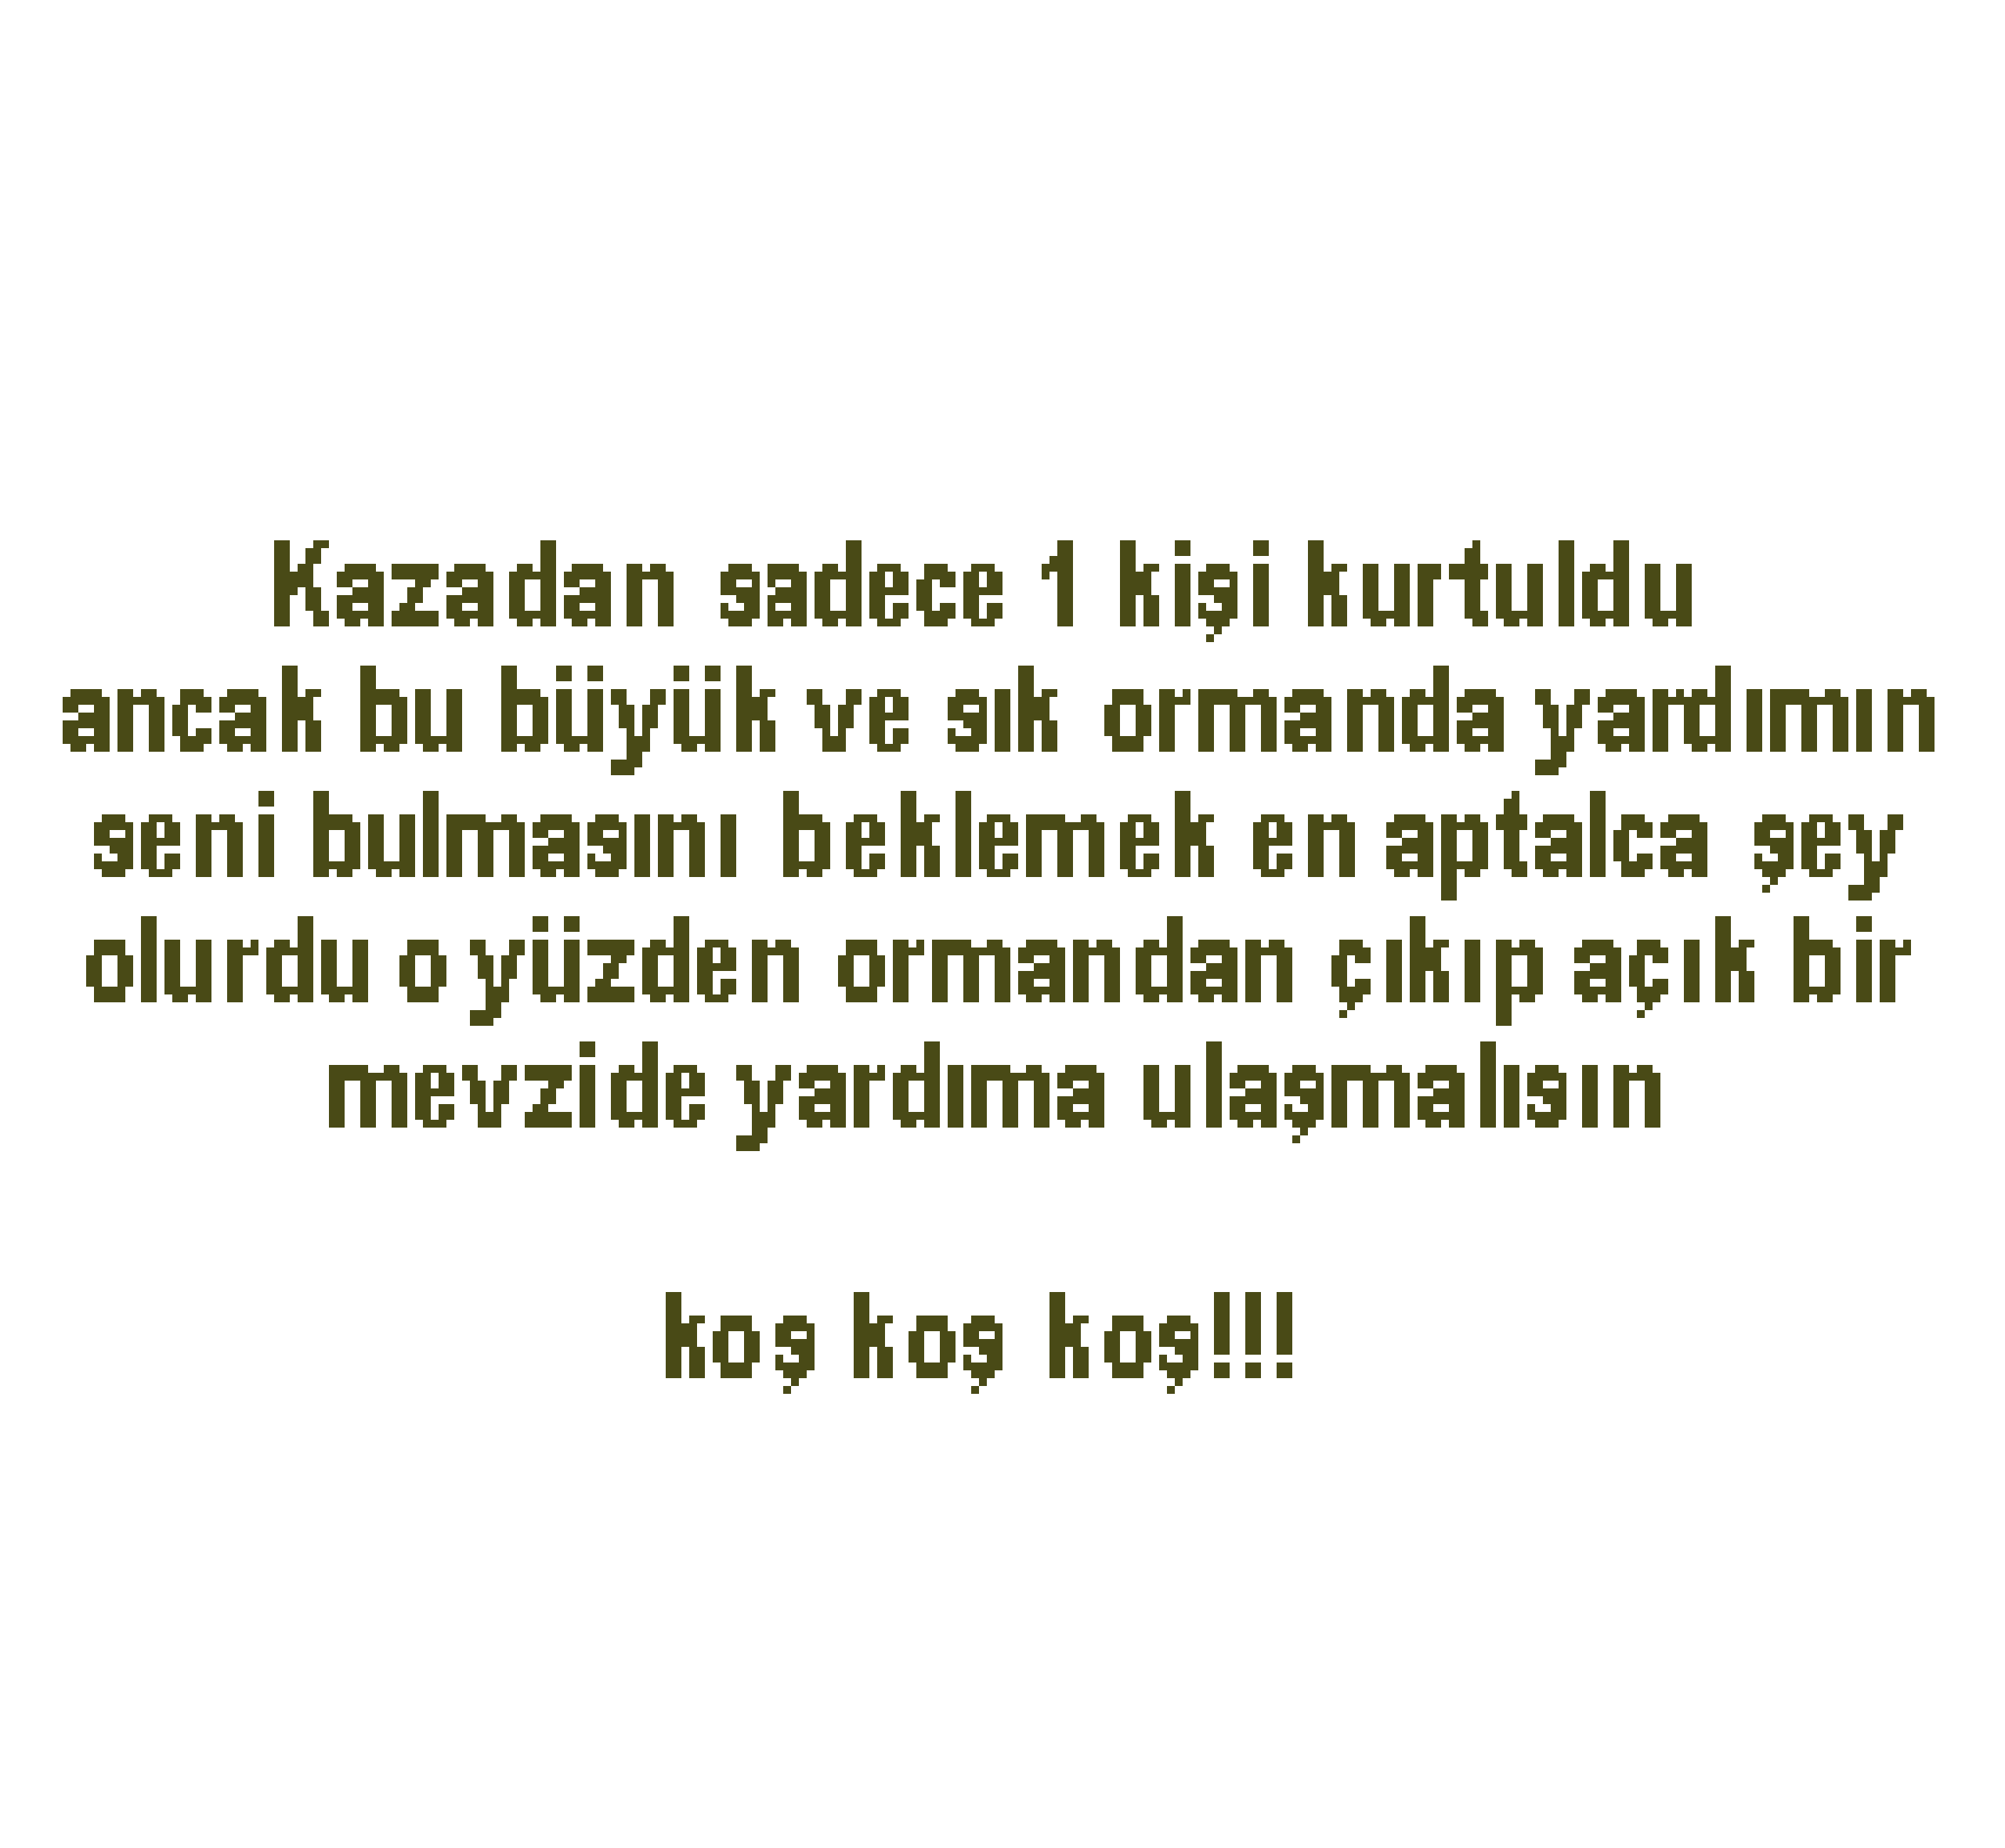 Kazadan sadece 1 kişi kurtuldu
ancak bu büyük ve sık ormanda yardımın
seni bulmasını beklemek en aptalca şey
olurdu o yüzden ormandan çıkıp açık bir
mevzide yardıma ulaşmalısın
koş koş koş!!!